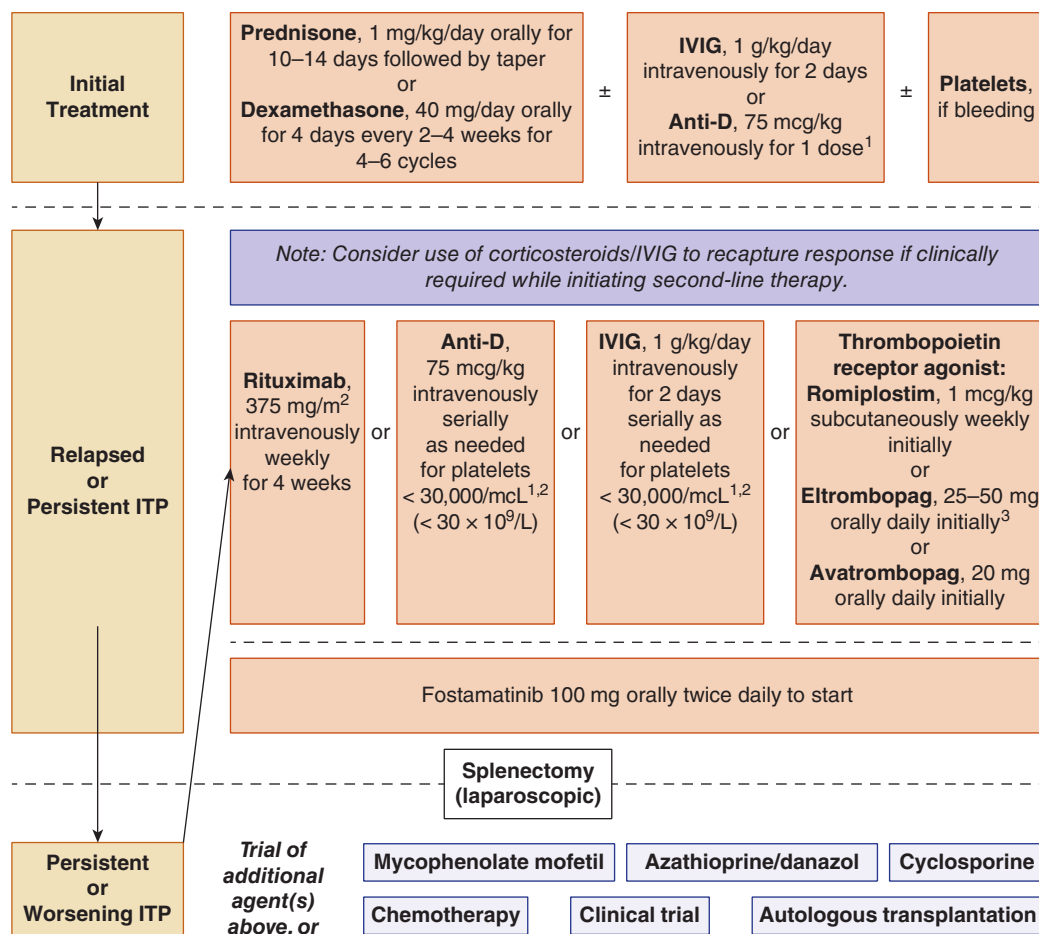 Initial
Treatment
Prednisone, 1 mg/kg/day orally for
10–14 days followed by taper
or
Dexamethasone, 40 mg/day orally
for 4 days every 2–4 weeks for
4–6 cycles
±
IVIG, 1 g/kg/day
intravenously for 2 days
or
Anti-D, 75 mcg/kg
intravenously for 1 dose¹
±
Platelets,
if bleeding
Relapsed
or
Persistent ITP
Note: Consider use of corticosteroids/IVIG to recapture response if clinically
required while initiating second-line therapy.
Rituximab,
375 mg/m²
intravenously
weekly
for 4 weeks
or
Anti-D,
75 mcg/kg
intravenously
serially
as needed
for platelets
< 30,000/mcL¹,²
(< 30 × 10⁹/L)
or
IVIG, 1 g/kg/day
intravenously
for 2 days
serially as
needed
for platelets
< 30,000/mcL¹,²
(< 30 × 10⁹/L)
or
Thrombopoietin
receptor agonist:
Romiplostim, 1 mcg/kg
subcutaneously weekly
initially
or
Eltrombopag, 25–50 mg
orally daily initially³
or
Avatrombopag, 20 mg
orally daily initially
Fostamatinib 100 mg orally twice daily to start
Splenectomy
(laparoscopic)
Persistent
or
Worsening ITP
Trial of
additional
agent(s)
above, or
Mycophenolate mofetil
Azathioprine/danazol
Cyclosporine
Chemotherapy
Clinical trial
Autologous transplantation